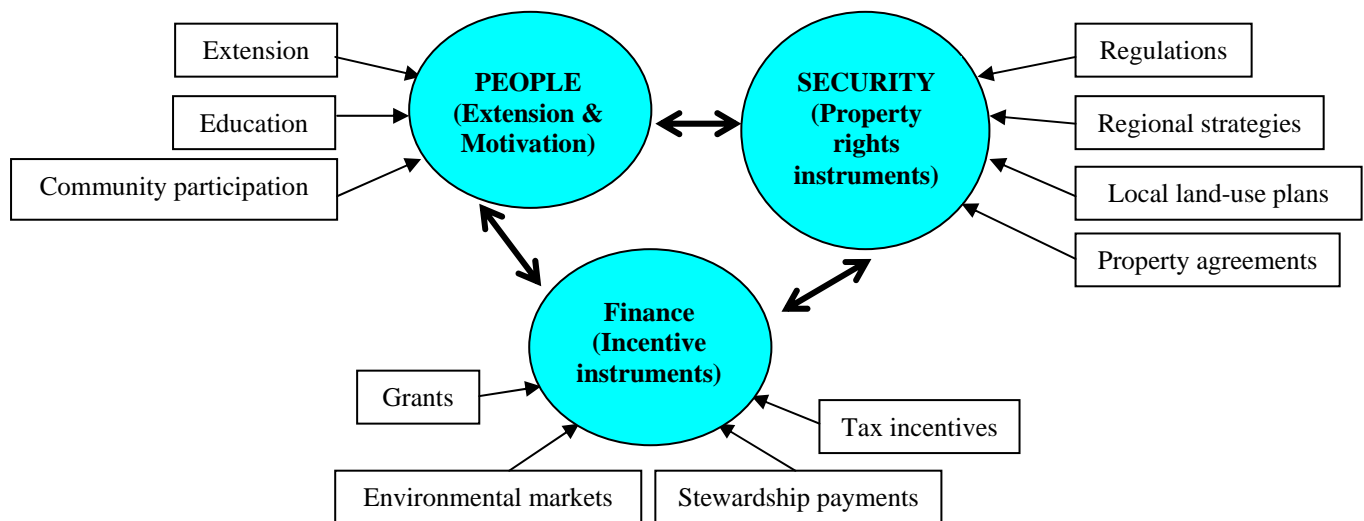 Extension
Education
Community participation
PEOPLE
(Extension &
Motivation)
SECURITY
(Property
rights
instruments)
Regulations
Regional strategies
Local land-use plans
Property agreements
Finance
(Incentive
instruments)
Grants
Environmental markets
Stewardship payments
Tax incentives